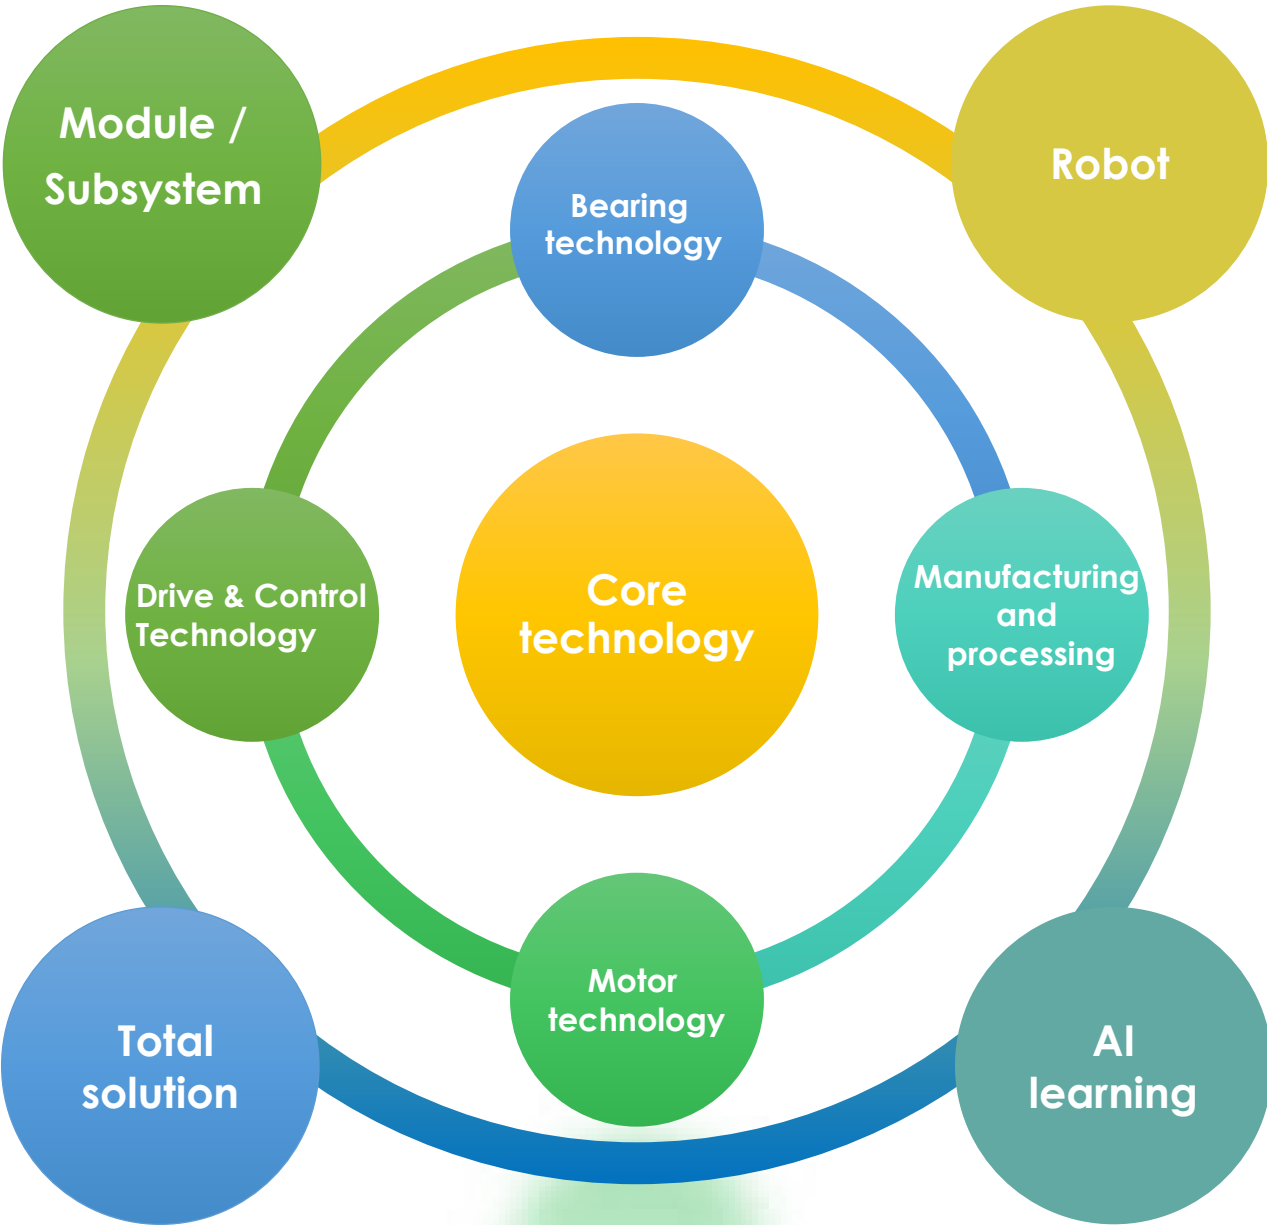 Module /
Subsystem
Robot
Bearing
technology
Drive & Control
Technology
Core
technology
Manufacturing
and
processing
Motor
technology
Total
solution
AI
learning